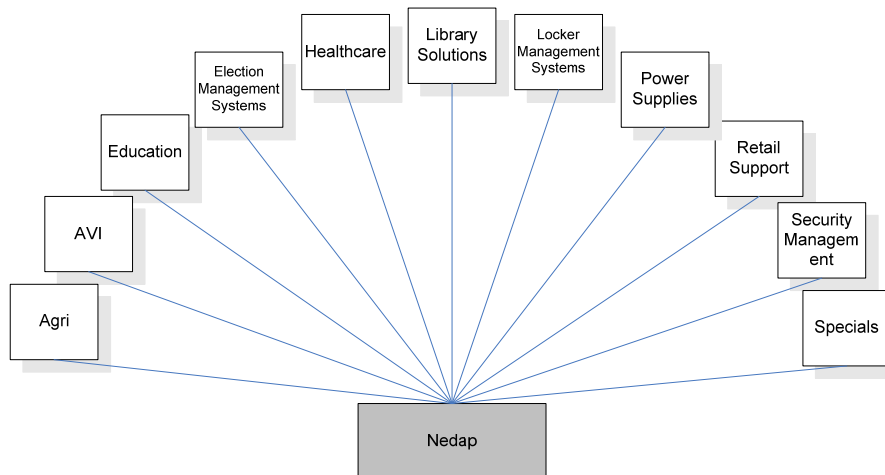 Agri
AVI
Education
Election
Management
Systems
Healthcare
Library
Solutions
Locker
Management
Systems
Power
Supplies
Retail
Support
Security
Managem
ent
Specials
Nedap